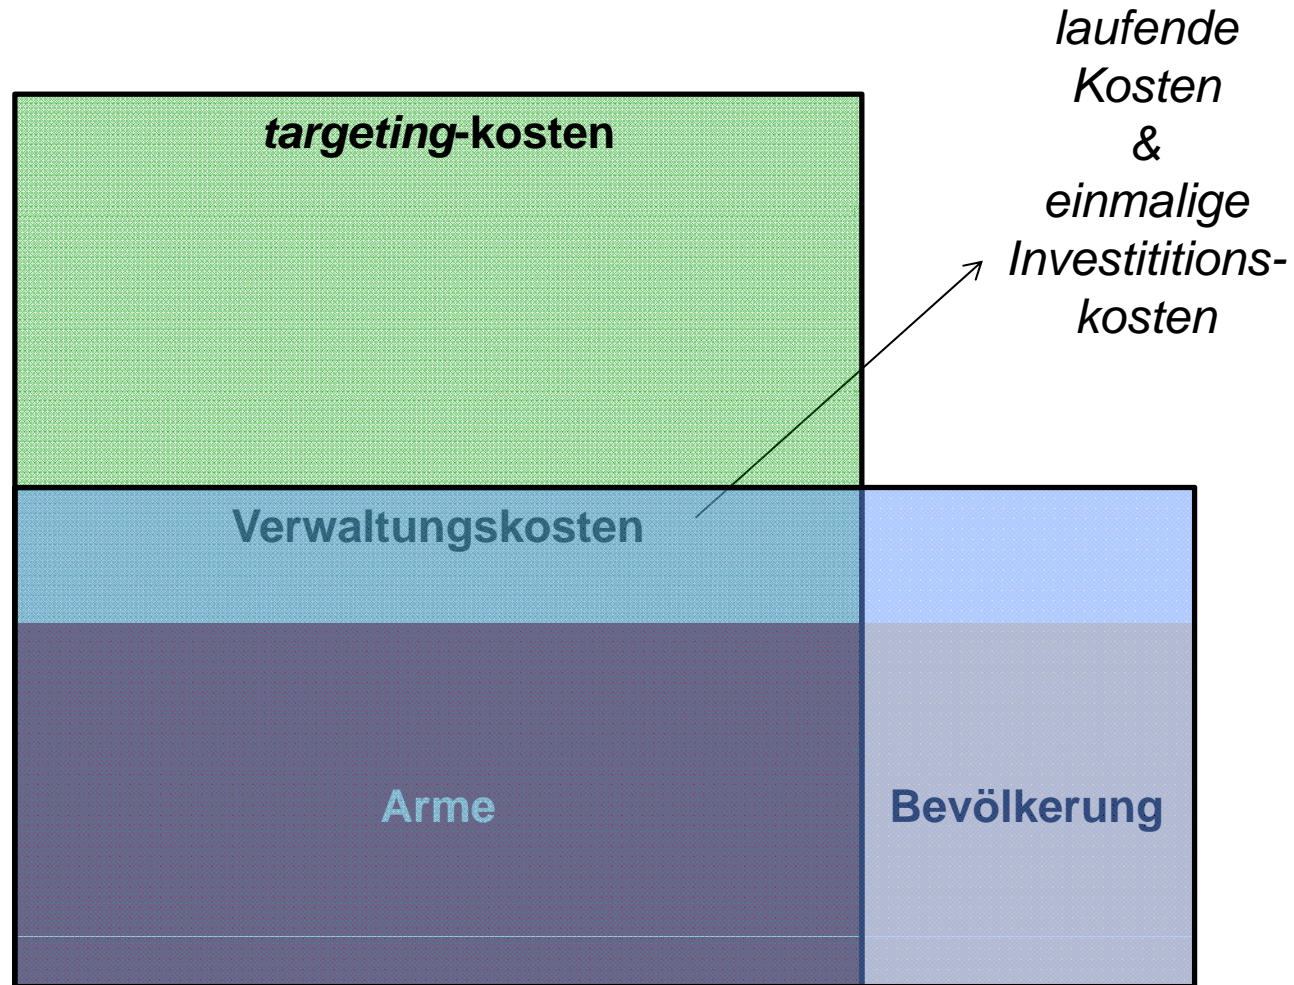 laufende
Kosten
&
einmalige
Investititions-
kosten
targeting-kosten
Verwaltungskosten
Arme
Bevölkerung